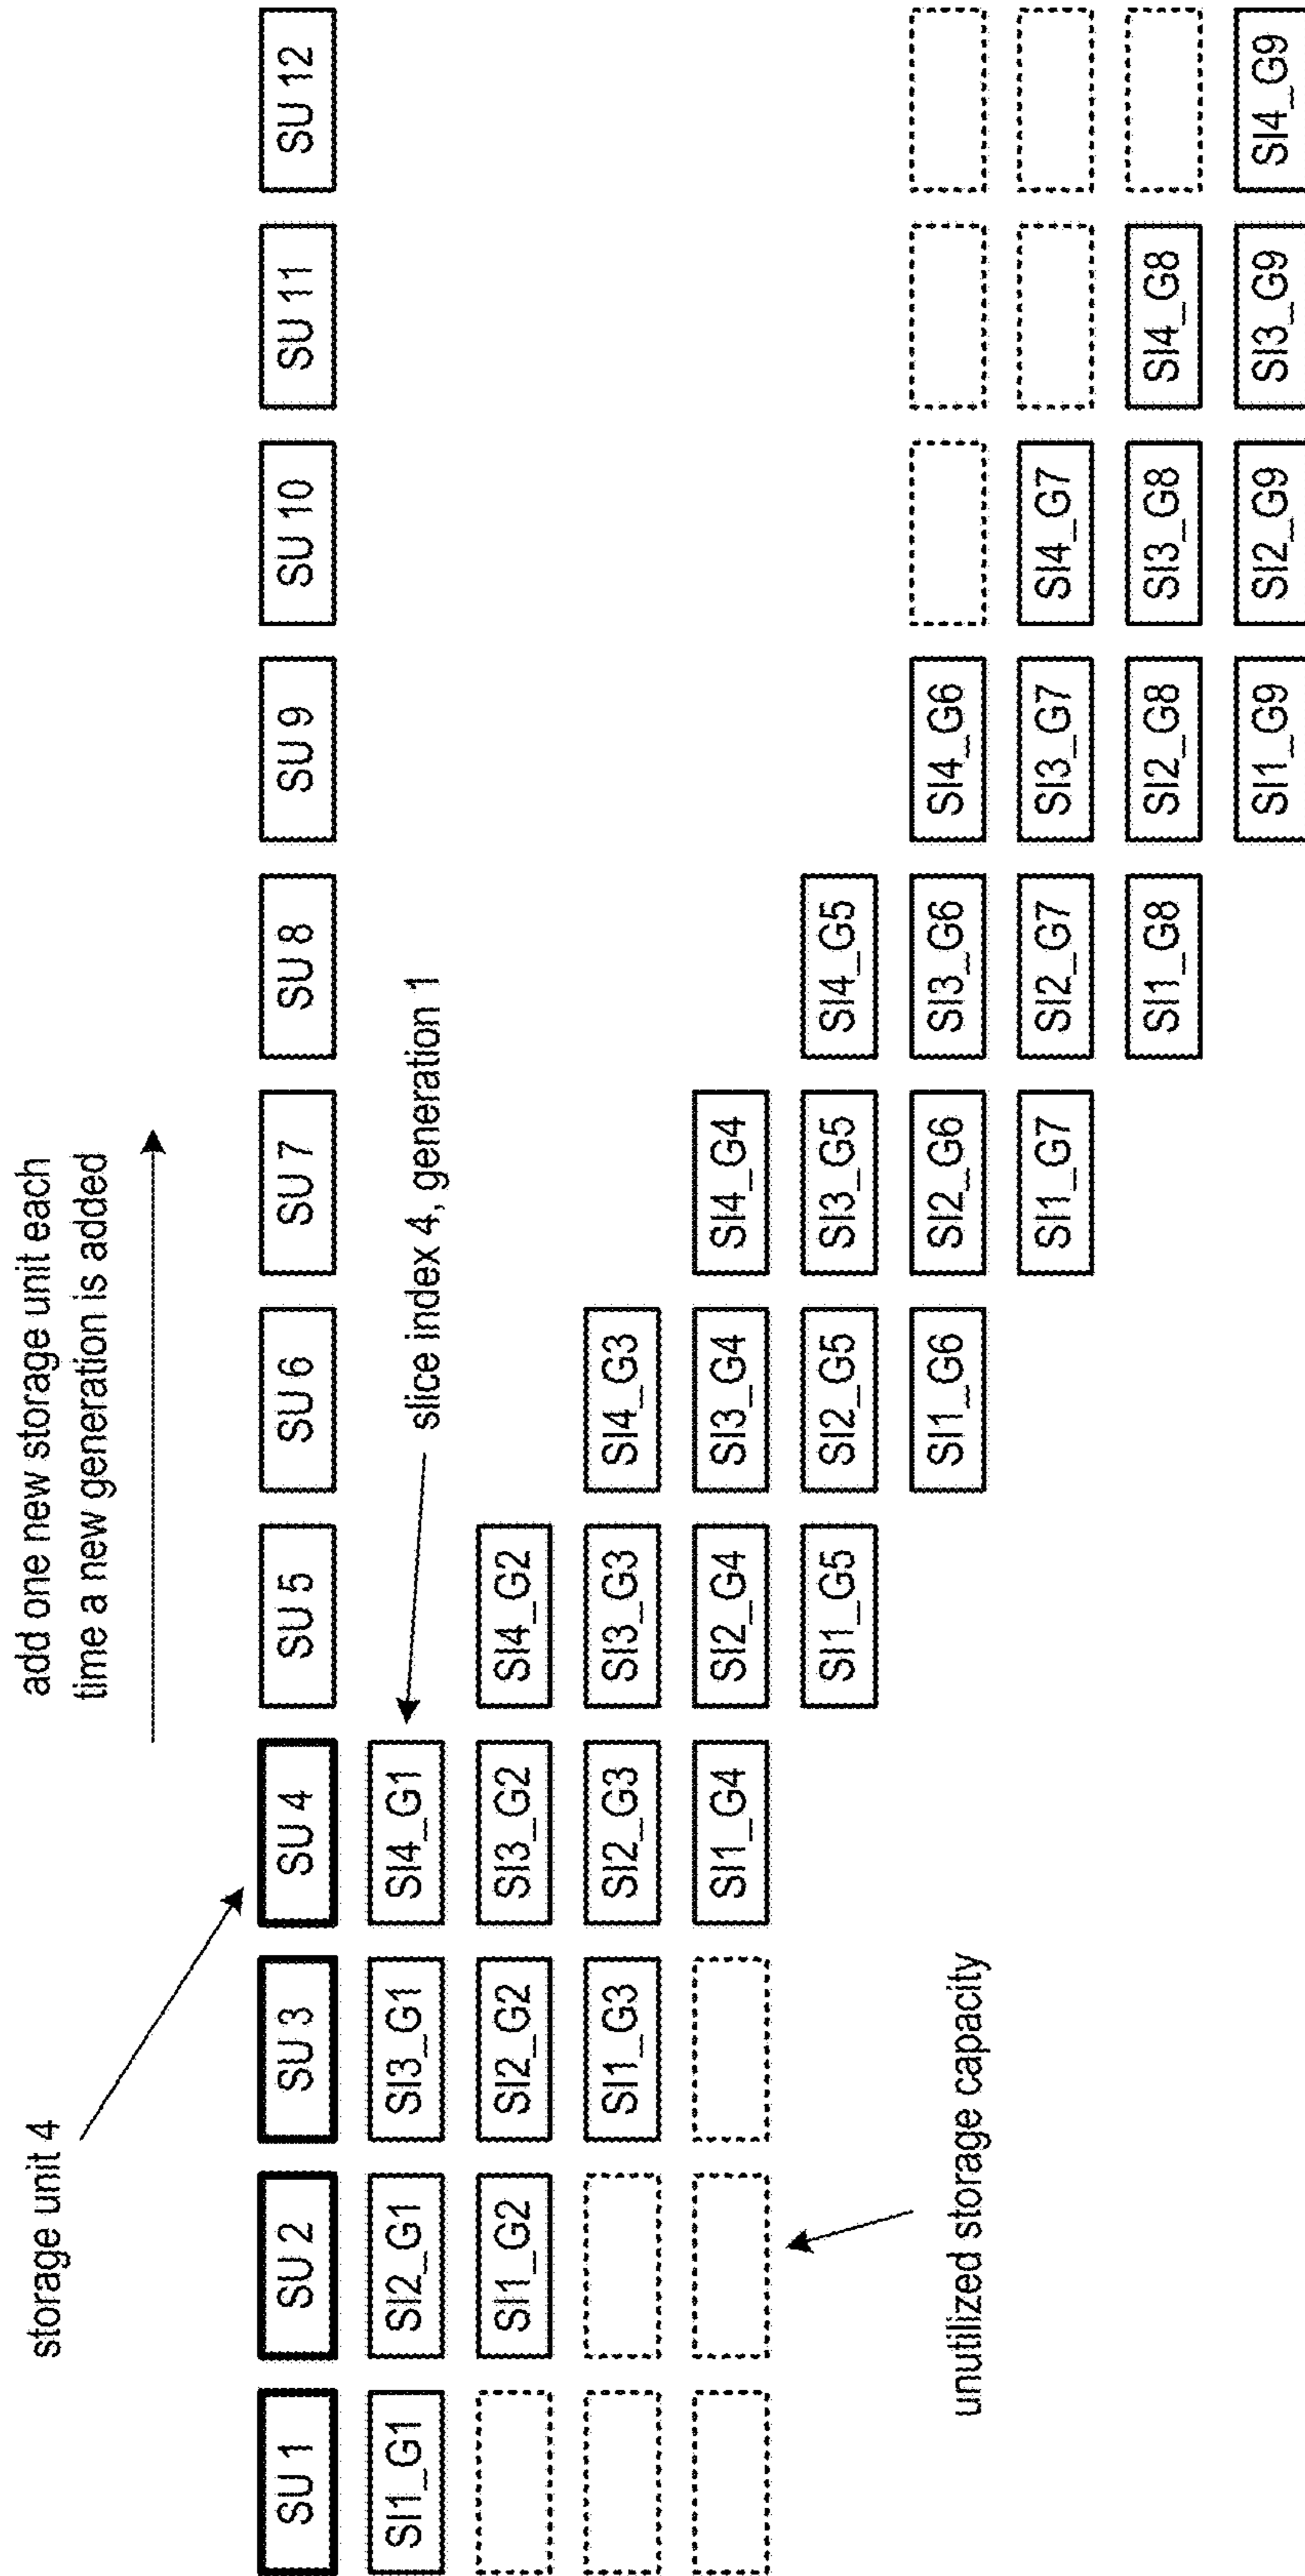 add one new storage unit each
time a new generation is added
storage unit 4
SU 1 SU 2 SU 3 SU 4 SU 5 SU 6 SU 7 SU 8 SU 9 SU 10 SU 11 SU 12
SI1_G1 SI2_G1 SI3_G1 SI4_G1
slice index 4, generation 1
SI1_G2 SI2_G2 SI3_G2 SI4_G2
SI1_G3 SI2_G3 SI3_G3 SI4_G3
SI1_G4 SI2_G4 SI3_G4 SI4_G4
SI1_G5 SI2_G5 SI3_G5 SI4_G5
unutilized storage capacity
SI1_G6 SI2_G6 SI3_G6 SI4_G6
SI1_G7 SI2_G7 SI3_G7 SI4_G7
SI1_G8 SI2_G8 SI3_G8 SI4_G8
SI1_G9 SI2_G9 SI3_G9 SI4_G9